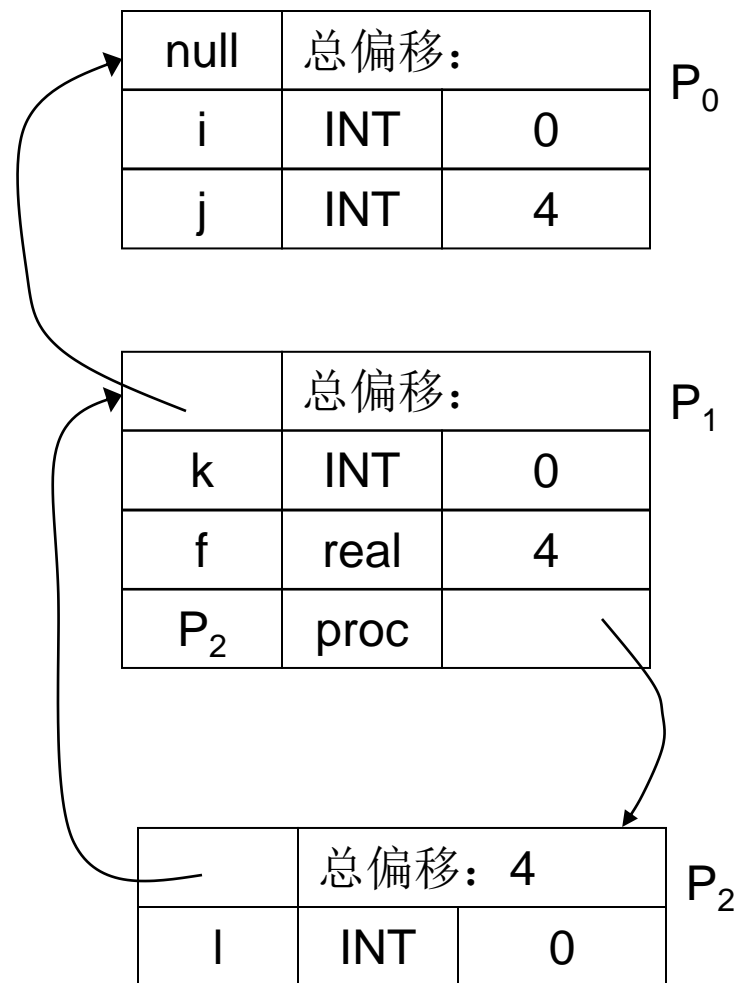 null 总偏移：
P0
i INT 0
j INT 4
总偏移：
P1
k INT 0
f real 4
P2 proc
总偏移：4
P2
l INT 0